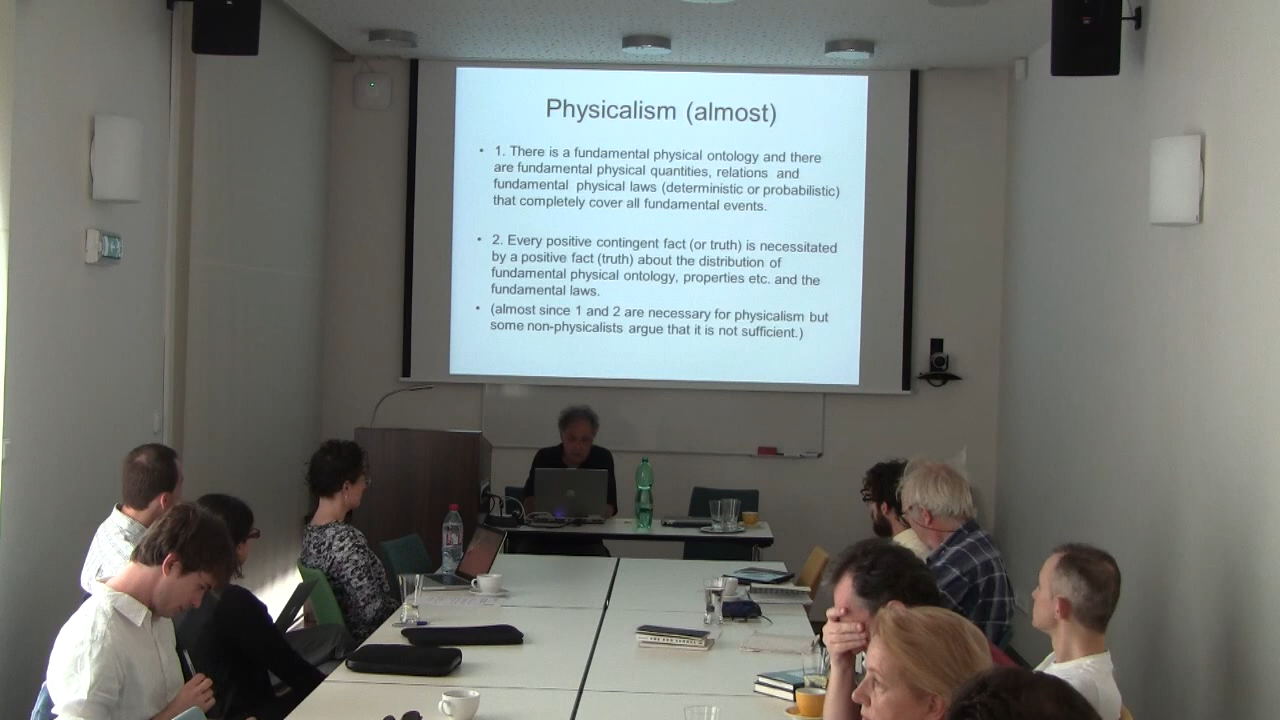 Physicalism (almost)
• 1. There is a fundamental physical ontology and there
are fundamental physical quantities, relations and
fundamental physical laws (deterministic or probabilistic)
that completely cover all fundamental events.
• 2. Every positive contingent fact (or truth) is necessitated
by a positive fact (truth) about the distribution of
fundamental physical ontology, properties etc. and the
fundamental laws.
• (almost since 1 and 2 are necessary for physicalism but
some non-physicalists argue that it is not sufficient.)